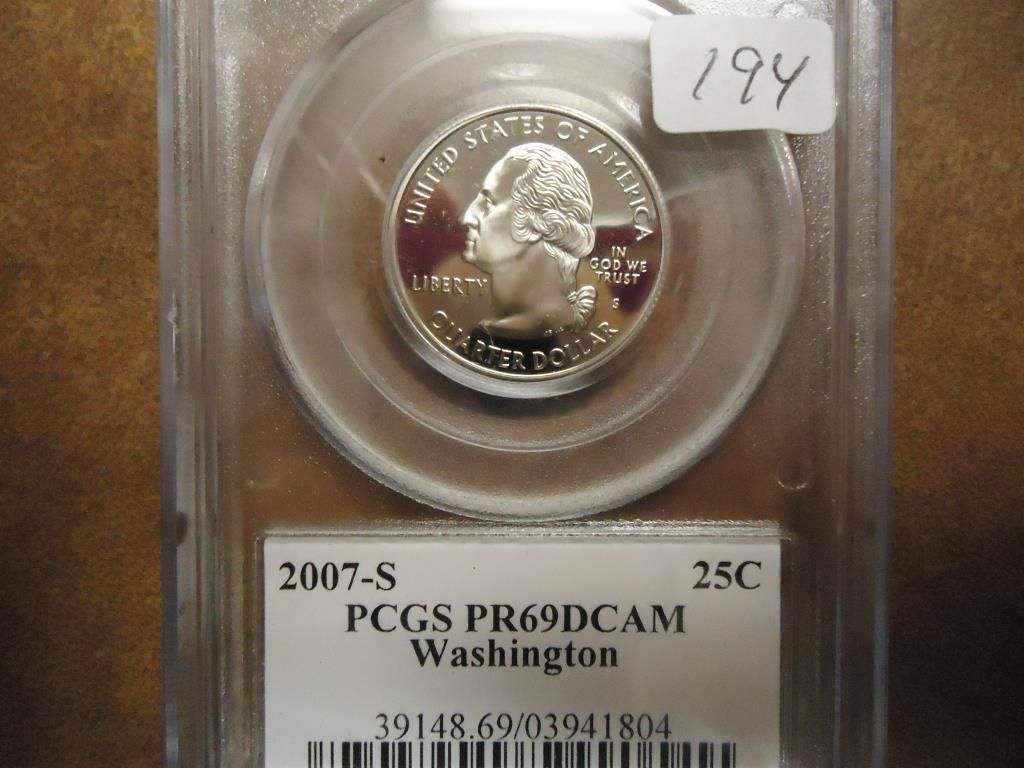 194
UNITED STATES OF AMERICA
IN
GOD WE
TRUST
LIBERTY
S
QUARTER DOLLAR
2007-S 25C
PCGS PR69DCAM
Washington
39148.69/03941804